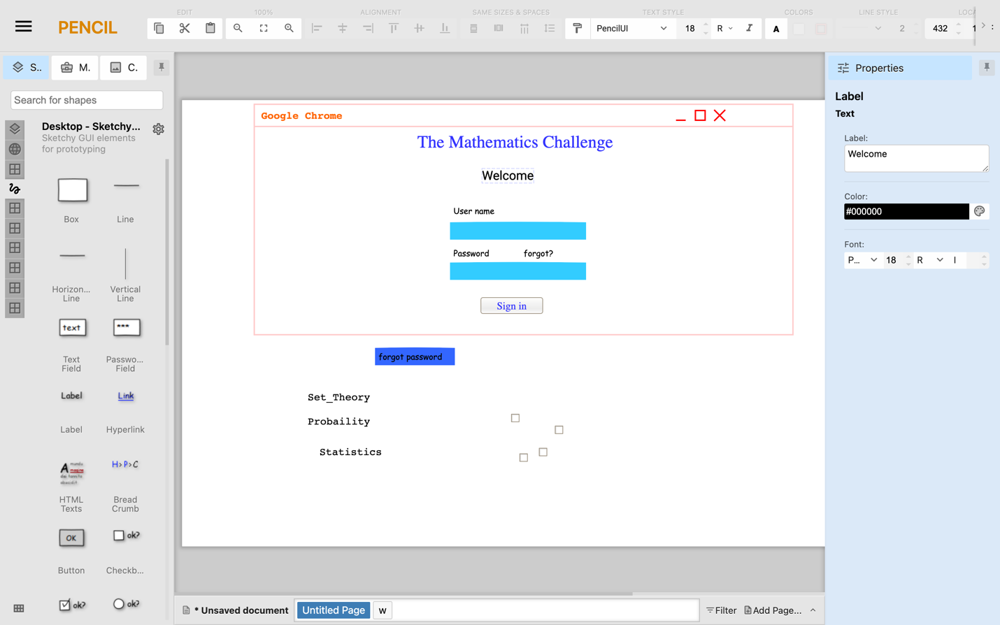 EDIT 100% ALIGNMENT SAME SIZES & SPACES TEXT STYLE COLORS LINE STYLE LOCA
PENCIL
PencilUI 18 R I A 2 432 1
S.. M. C.
Properties
Search for shapes
Desktop - Sketchy...
Sketchy GUI elements
for prototyping
Box
Line
Horizon...
Line
Vertical
Line
text
***
Text
Field
Passwo...
Field
Label
Link
Label
Hyperlink
H>P>C
HTML
Texts
Bread
Crumb
OK
ok?
Button
Checkb...
ok?
ok?
Google Chrome
The Mathematics Challenge
Welcome
User name
Password forgot?
Sign in
forgot password
Set_Theory
Probaility
Statistics
Label
Text
Label:
Welcome
Color:
#000000
Font:
P... 18 R I
* Unsaved document Untitled Page w Filter Add Page...